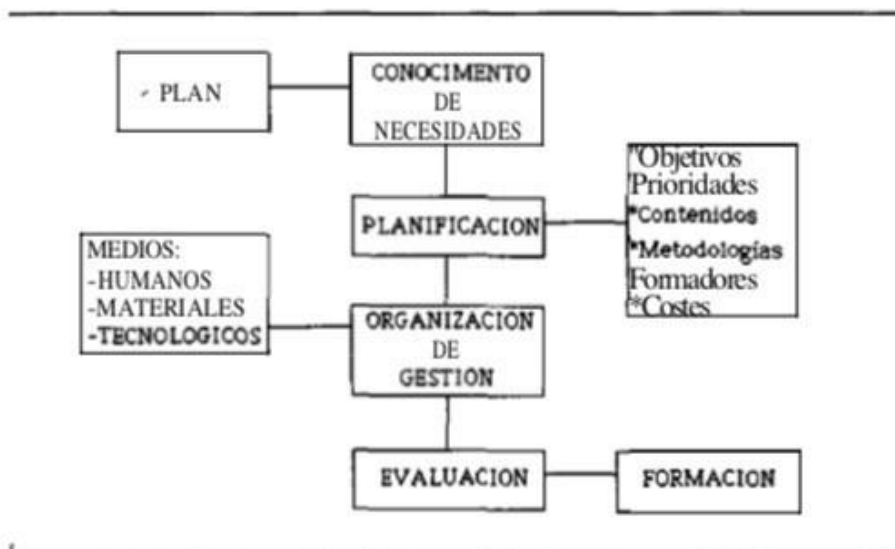 PLAN
CONOCIMENTO
DE
NECESIDADES
"Objetivos
'Prioridades
*Contenidos
*Metodologías
Formadores
*Costes
PLANIFICACION
MEDIOS:
-HUMANOS
-MATERIALES
-TECNOLOGICOS
ORGANIZACION
DE
GESTION
EVALUACION
FORMACION